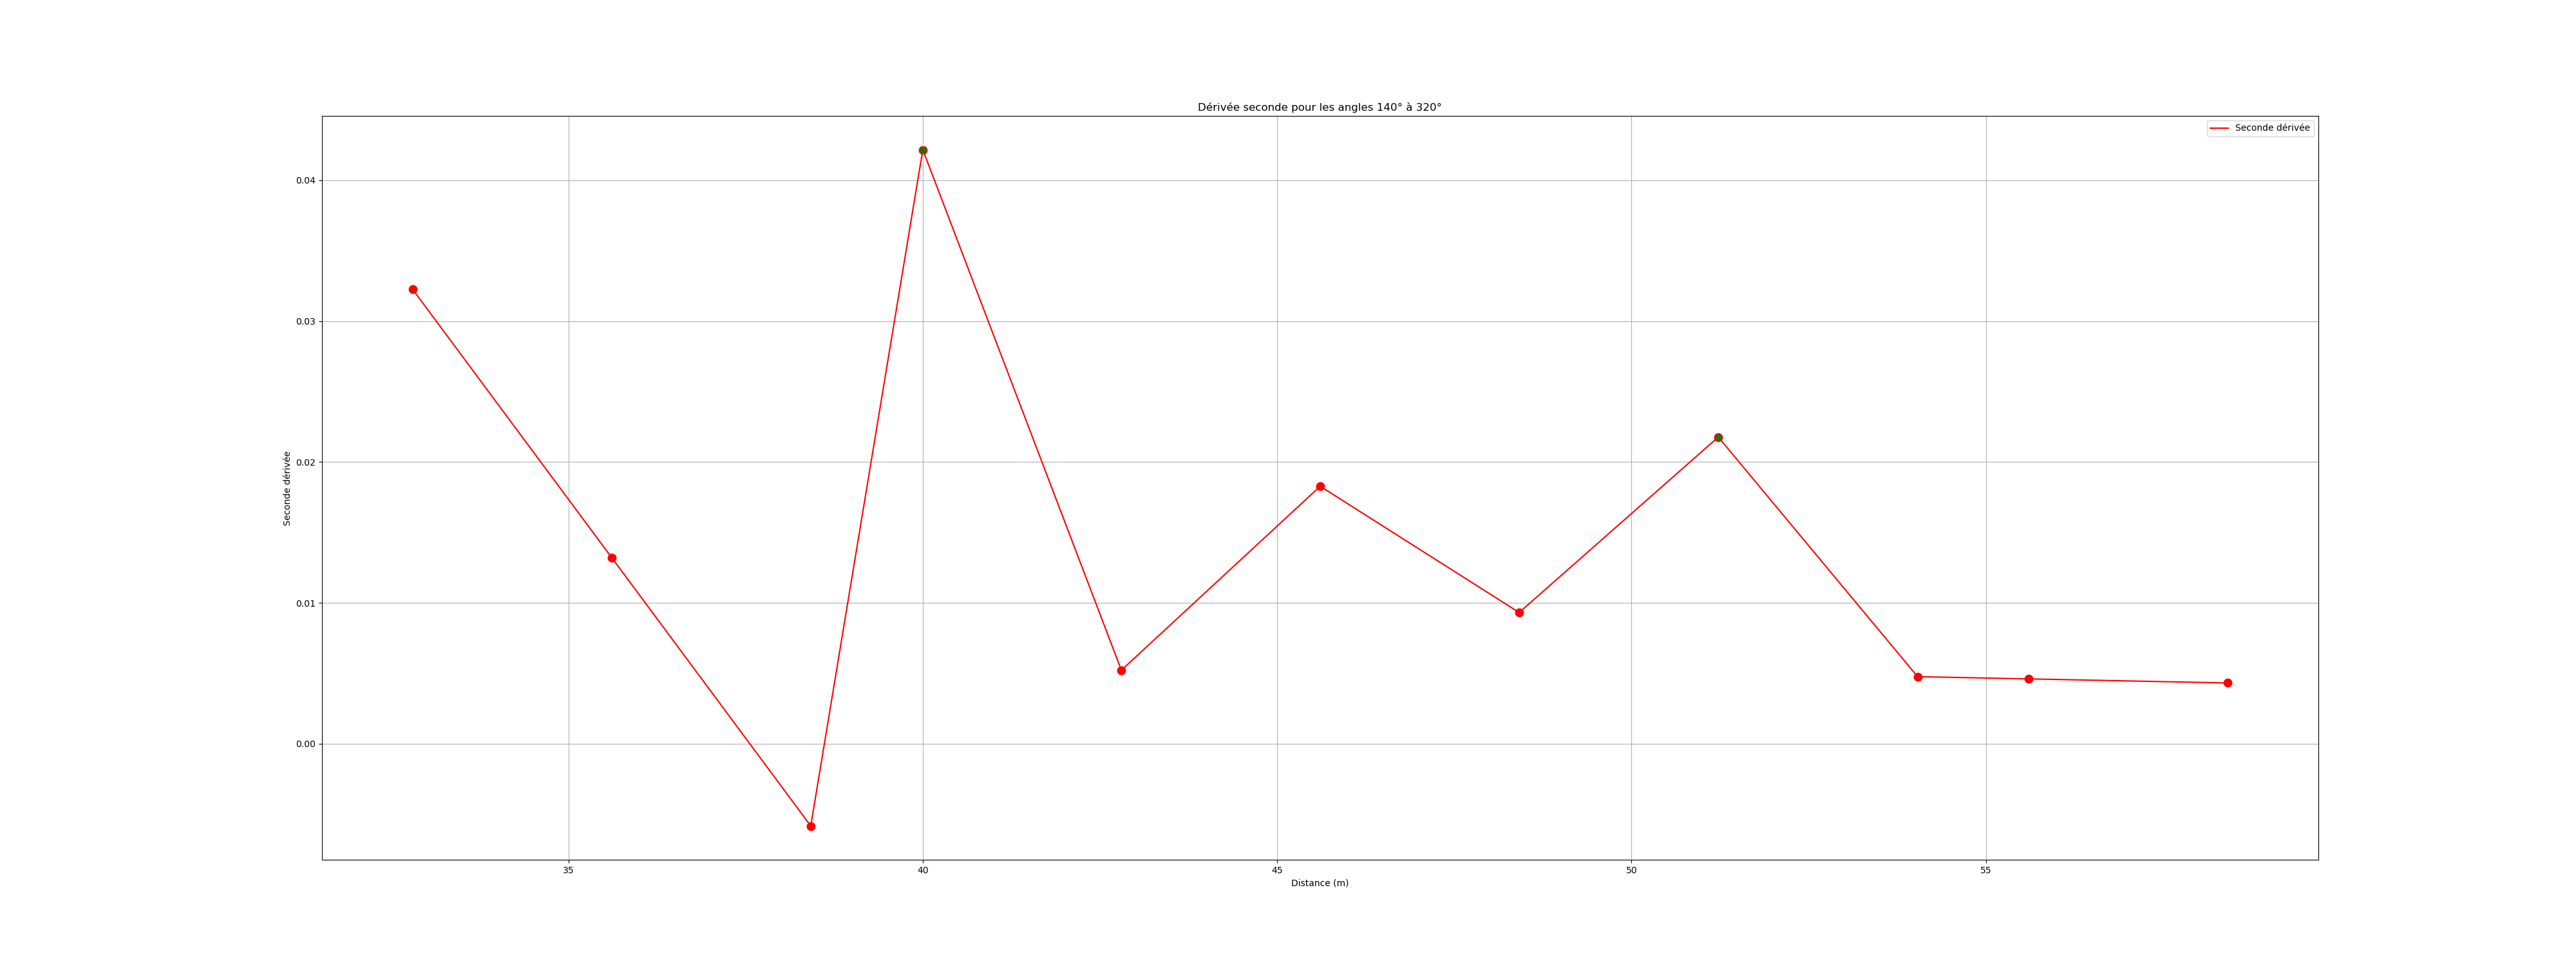 Dérivée seconde pour les angles 140° à 320°
Seconde dérivée
0.04
0.03
0.02
0.01
0.00
Seconde dérivée
35
40
45
50
55
Distance (m)